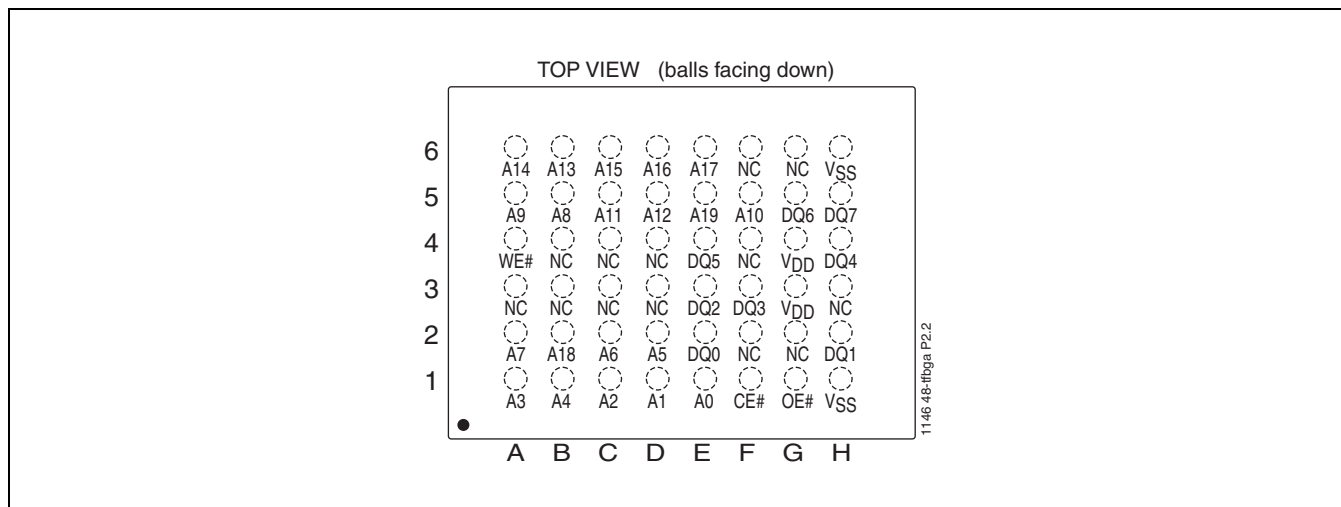 TOP VIEW (balls facing down)
6
A14 A13 A15 A16 A17 NC NC VSS
5
A9 A8 A11 A12 A19 A10 DQ6 DQ7
4
WE# NC NC NC DQ5 NC VDD DQ4
3
NC NC NC NC DQ2 DQ3 VDD NC
2
A7 A18 A6 A5 DQ0 NC NC DQ1
1
A3 A4 A2 A1 A0 CE# OE# VSS
A B C D E F G H
1146 48-tfbga P2.2